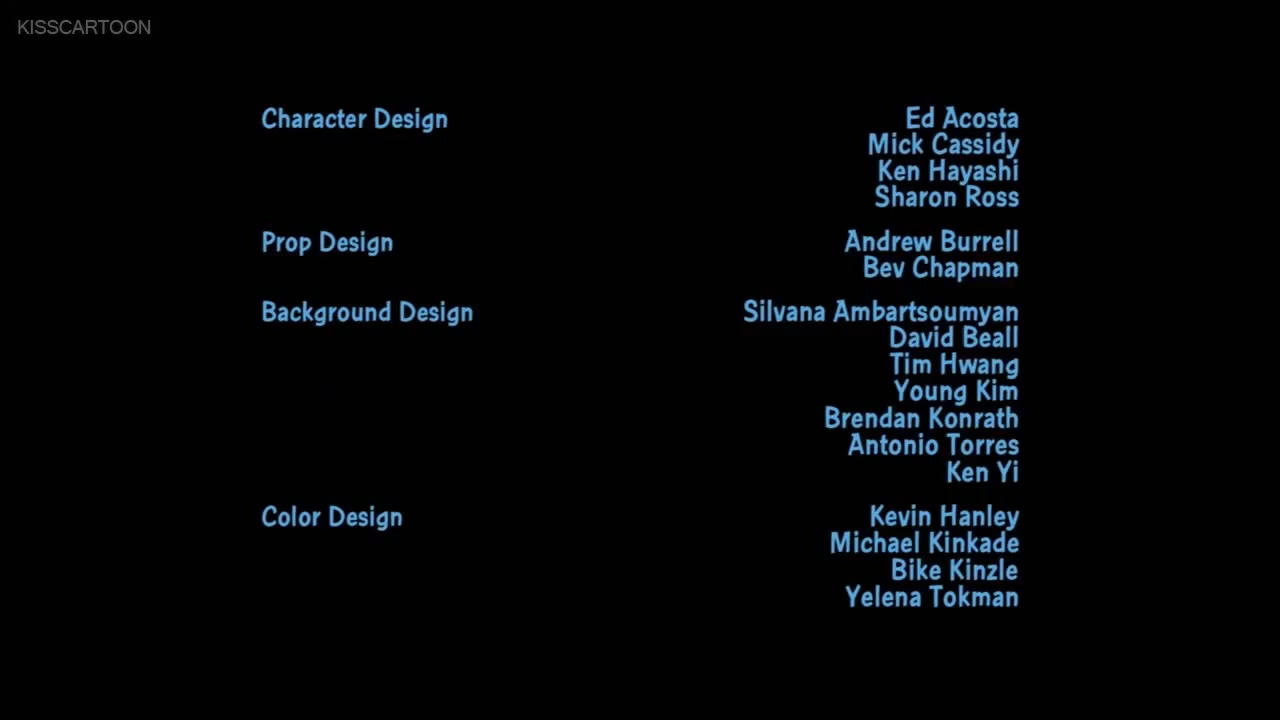 KISSCARTOON
Character Design Ed Acosta
Mick Cassidy
Ken Hayashi
Sharon Ross
Prop Design Andrew Burrell
Bev Chapman
Background Design Silvana Ambartsoumyan
David Beall
Tim Hwang
Young Kim
Brendan Konrath
Antonio Torres
Ken Yi
Color Design Kevin Hanley
Michael Kinkade
Bike Kinzle
Yelena Tokman